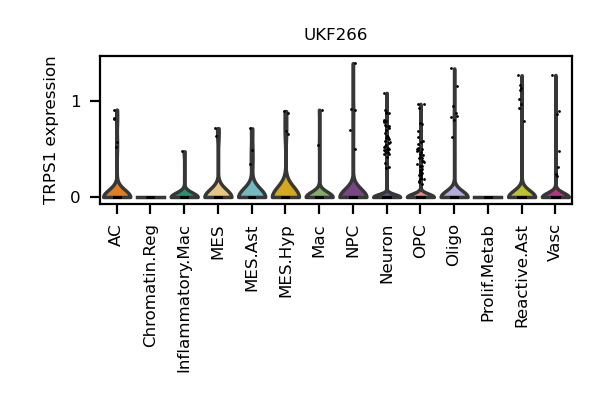 UKF266
TRPS1 expression
1
0
AC
Chromatin.Reg
Inflammatory.Mac
MES
MES.Ast
MES.Hyp
Mac
NPC
Neuron
OPC
Oligo
Prolif.Metab
Reactive.Ast
Vasc